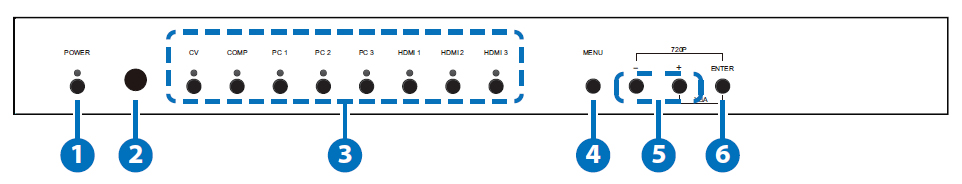 720P
POWER CV COMP PC 1 PC 2 PC 3 HDMI 1 HDMI 2 HDMI 3 MENU
− + ENTER
1 2 3 4 5 6